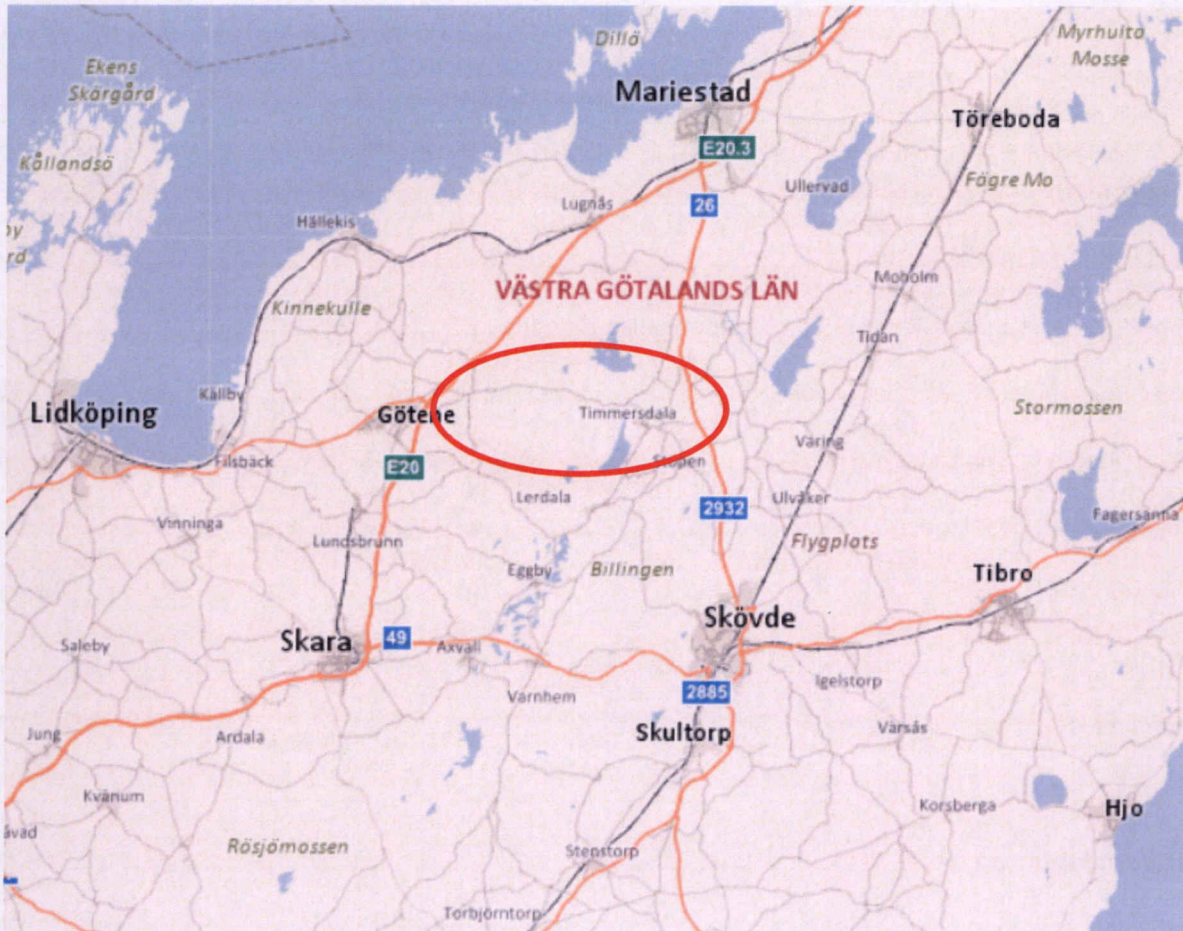 Dillö
Myrhulta
Mosse
Ekens
Skärgård
Mariestad
Töreboda
E20.3
Kållandsö
Fägre Mo
Ullervad
Lugnås
26
Hällekis
Moholm
VÄSTRA GÖTALANDS LÄN
Kinnekulle
Tidan
Källby
Lidköping
Götene
Timmersdala
Stormossen
Väring
Filsbäck
E20
Stöpen
Lerdala
Ulvåker
2932
Fagersanna
Vinninga
Lundsbrunn
Flygplats
Eggby
Billingen
Tibro
Skövde
Skara
49
Axvall
Saleby
Varnhem
Igelstorp
2885
Jung
Ardala
Skultorp
Värsås
Kvänum
Korsberga
Hjo
Rösjömossen
Stenstorp
Torbjörntorp